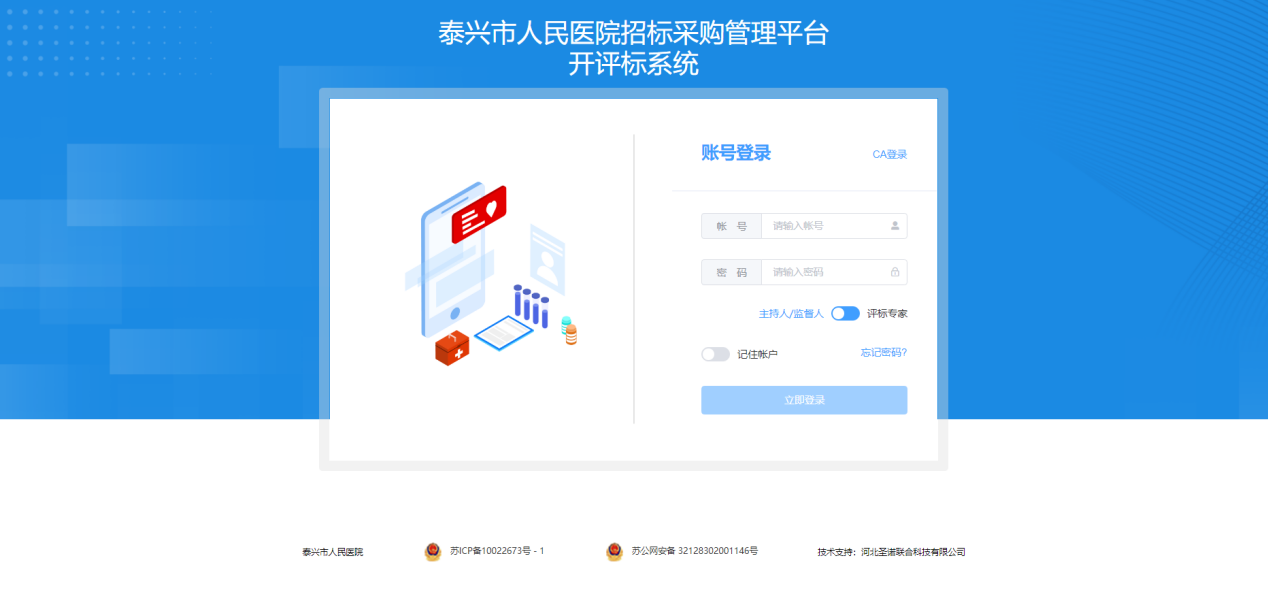 泰兴市人民医院招标采购管理平台
开评标系统
账号登录
CA登录
帐 号
请输入帐号
密 码
请输入密码
主持人/监督人
评标专家
记住帐户
忘记密码?
立即登录
泰兴市人民医院
苏ICP备10022673号 - 1
苏公网安备 32128302001146号
技术支持：河北圣诺联合科技有限公司